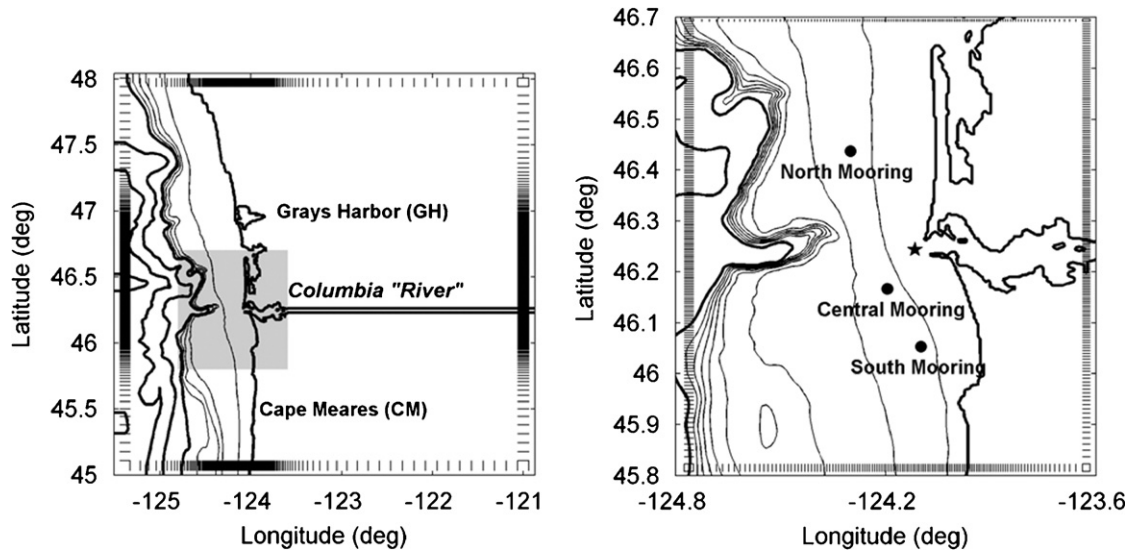 48
47.5
47
46.5
46
45.5
45
Latitude (deg)
-125
-124
-123
-122
-121
Longitude (deg)
Grays Harbor (GH)
Columbia "River"
Cape Meares (CM)
46.7
46.6
46.5
46.4
46.3
46.2
46.1
46
45.9
45.8
Latitude (deg)
-124.8
-124.2
-123.6
Longitude (deg)
North Mooring
Central Mooring
South Mooring